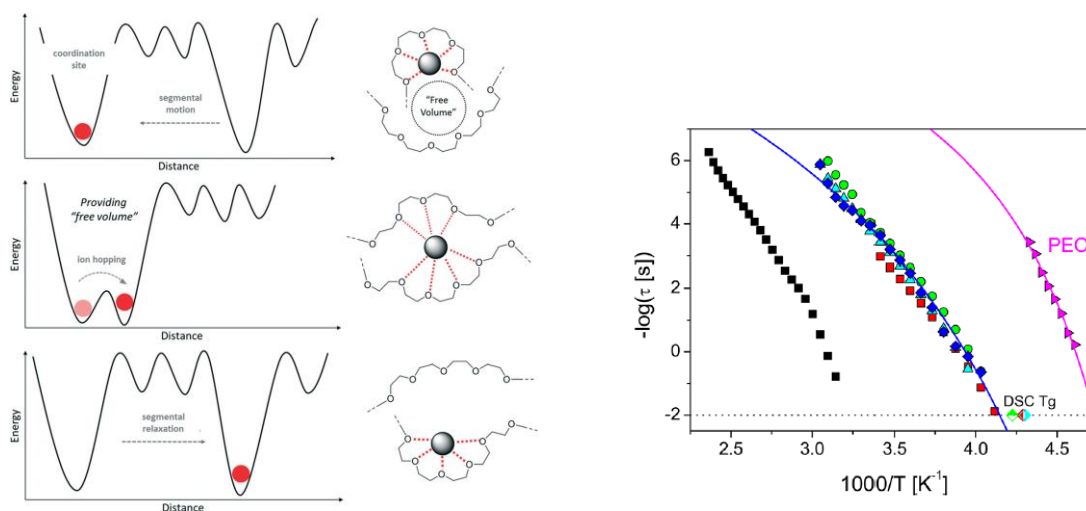 Energy
coordination
site
segmental
motion
Distance
O
O
O
O
O
"Free
Volume"
O
O
O
O
O
O
Energy
Providing
"free volume"
ion hopping
Distance
O
O
O
O
O
O
O
O
O
O
Energy
segmental
relaxation
Distance
O
O
O
O
O
O
O
O
O
O
O
-log(τ [s])
6
4
2
0
-2
PEO
DSC Tg
2.5
3.0
3.5
4.0
4.5
1000/T [K⁻¹]